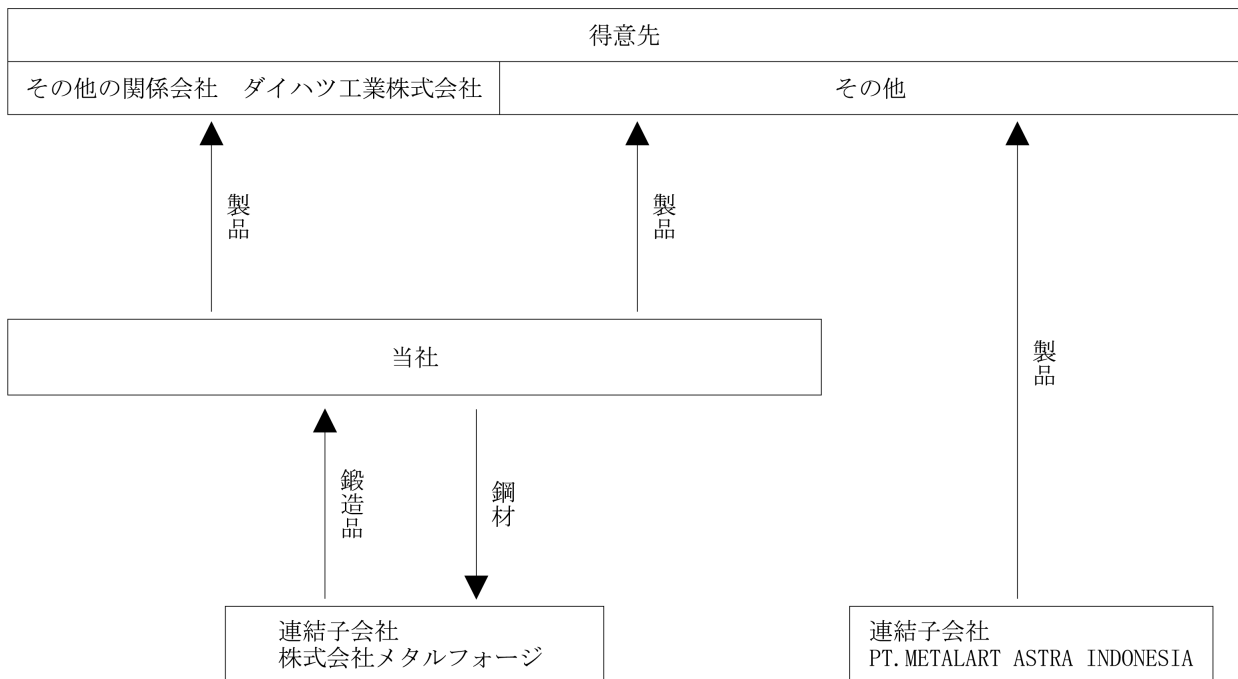 得意先
その他の関係会社　ダイハツ工業株式会社
その他
製品
製品
製品
当社
鍛造品
鋼材
連結子会社
株式会社メタルフォージ
連結子会社
PT.METALART ASTRA INDONESIA